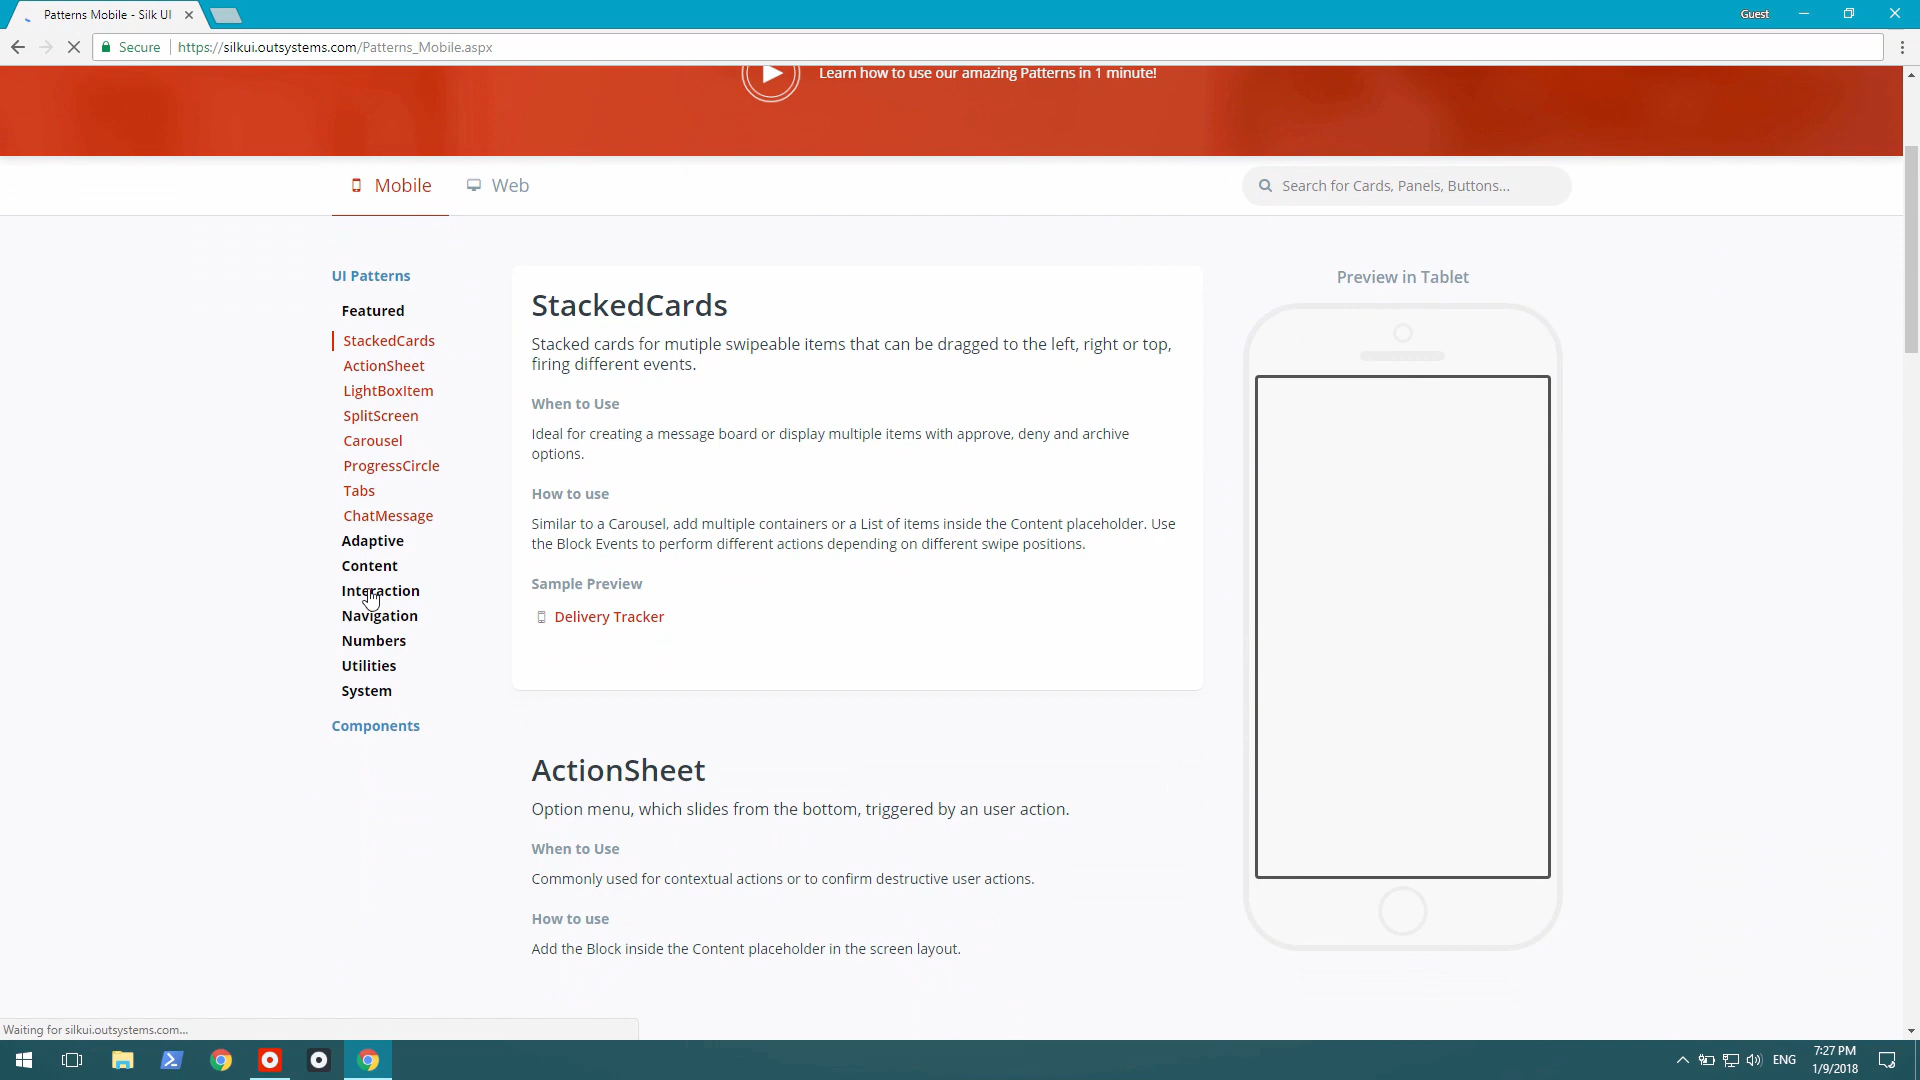 Patterns Mobile - Silk UI
Guest
Secure
https://silkui.outsystems.com/Patterns_Mobile.aspx
Learn how to use our amazing Patterns in 1 minute!
Mobile
Web
Search for Cards, Panels, Buttons...
UI Patterns
Featured
StackedCards
ActionSheet
LightBoxItem
SplitScreen
Carousel
ProgressCircle
Tabs
ChatMessage
Adaptive
Content
Interaction
Navigation
Numbers
Utilities
System
Components
StackedCards
Stacked cards for mutiple swipeable items that can be dragged to the left, right or top,
firing different events.
When to Use
Ideal for creating a message board or display multiple items with approve, deny and archive
options.
How to use
Similar to a Carousel, add multiple containers or a List of items inside the Content placeholder. Use
the Block Events to perform different actions depending on different swipe positions.
Sample Preview
Delivery Tracker
ActionSheet
Option menu, which slides from the bottom, triggered by an user action.
When to Use
Commonly used for contextual actions or to confirm destructive user actions.
How to use
Add the Block inside the Content placeholder in the screen layout.
Preview in Tablet
Waiting for silkui.outsystems.com...
ENG
7:27 PM
1/9/2018